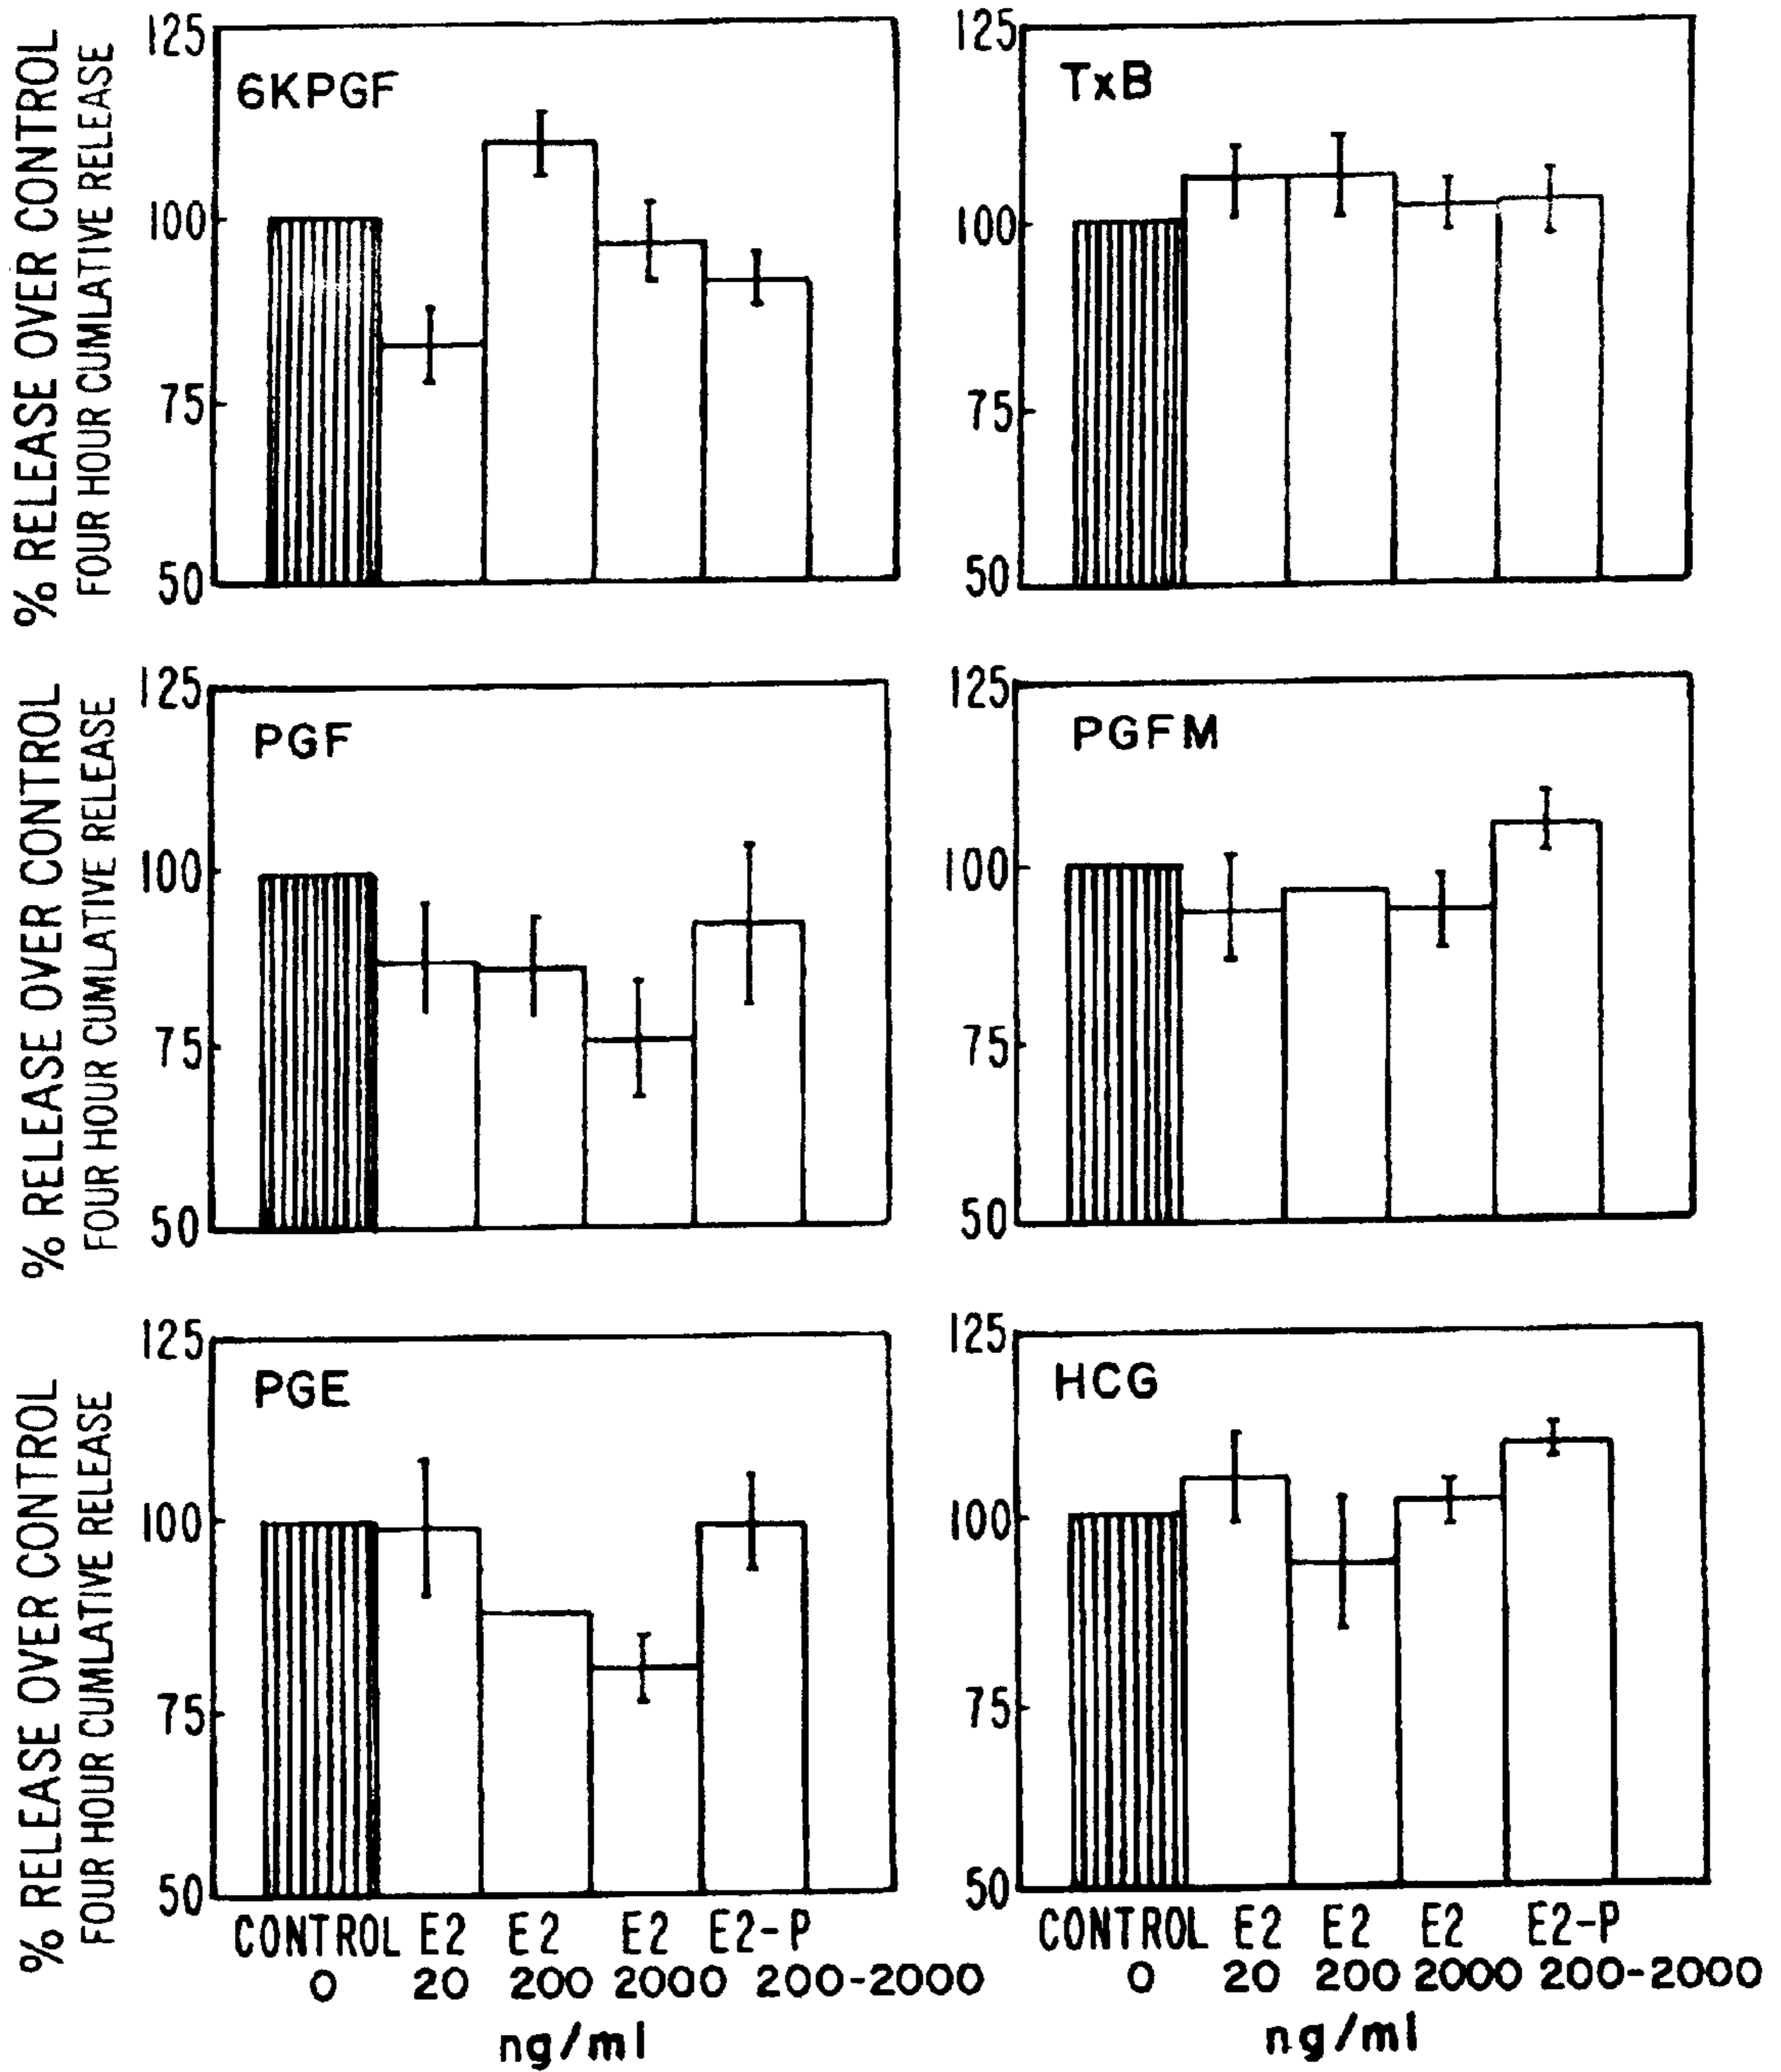 % RELEASE OVER CONTROL
FOUR HOUR CUMLATIVE RELEASE
125
100
75
50
6KPGF
125
100
75
50
TxB
% RELEASE OVER CONTROL
FOUR HOUR CUMLATIVE RELEASE
125
100
75
50
PGF
125
100
75
50
PGFM
% RELEASE OVER CONTROL
FOUR HOUR CUMLATIVE RELEASE
125
100
75
50
PGE
125
100
75
50
HCG
CONTROL E2 E2 E2 E2-P
0 20 200 2000 200-2000
ng/ml
CONTROL E2 E2 E2 E2-P
0 20 200 2000 200-2000
ng/ml